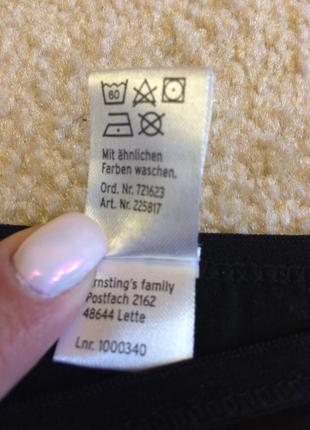 60
Mit ähnlichen
Farben waschen.
Ord. Nr. 721623
Art. Nr. 225817
rnsting's family
Postfach 2162
48644 Lette
Lnr. 1000340